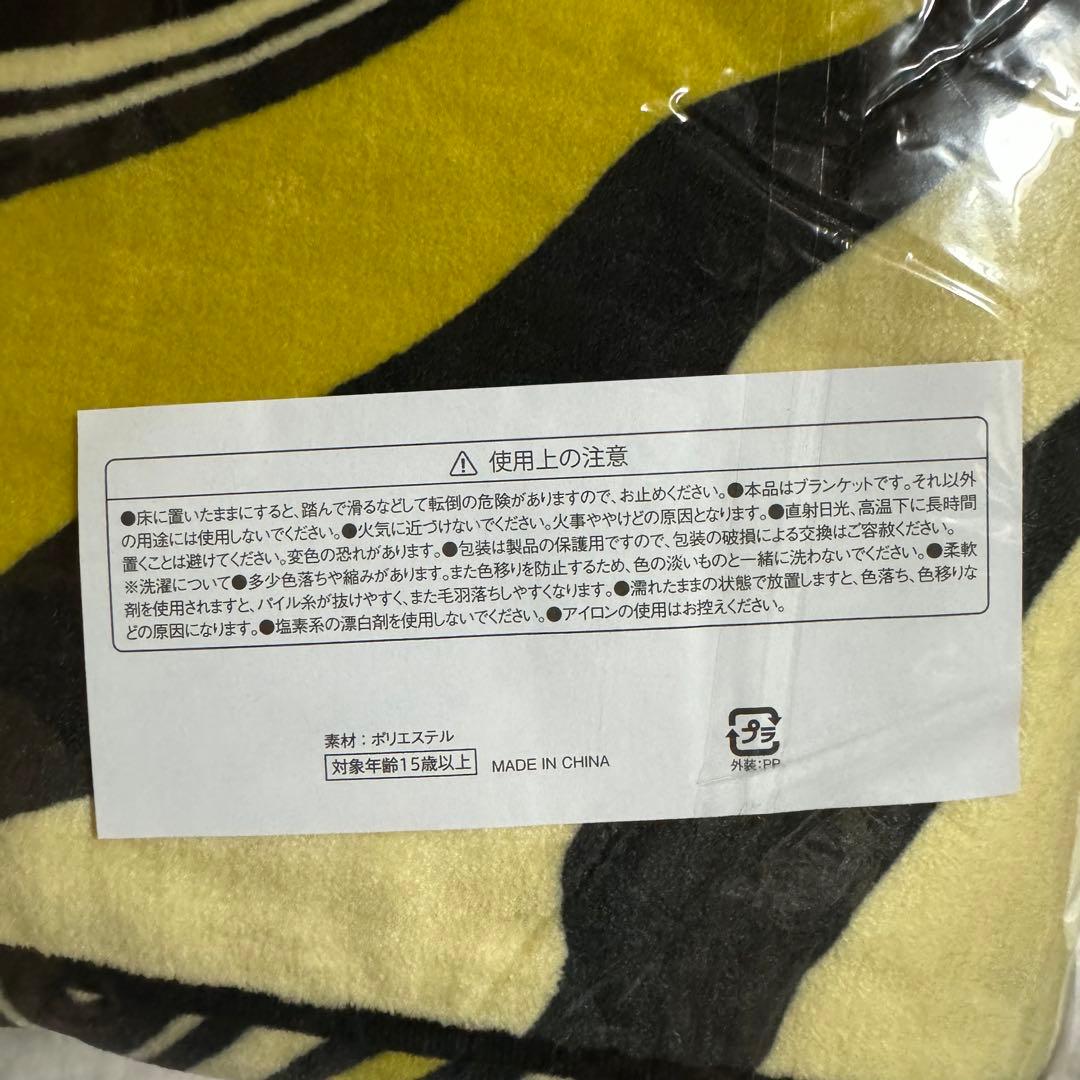 ⚠ 使用上の注意
●床に置いたままにすると、踏んで滑るなどして転倒の危険がありますので、お止めください。●本品はブランケットです。それ以外
の用途には使用しないでください。●火気に近づけないでください。火事ややけどの原因となります。●直射日光、高温下に長時間
置くことは避けてください。変色の恐れがあります。●包装は製品の保護用ですので、包装の破損による交換はご容赦ください。
※洗濯について●多少色落ちや縮みがあります。また色移りを防止するため、色の淡いものと一緒に洗わないでください。●柔軟
剤を使用されますと、パイル糸が抜けやすく、また毛羽落ちしやすくなります。●濡れたままの状態で放置しますと、色落ち、色移りな
どの原因になります。●塩素系の漂白剤を使用しないでください。●アイロンの使用はお控えください。
素材：ポリエステル
対象年齢15歳以上 MADE IN CHINA
プラ
外装:PP